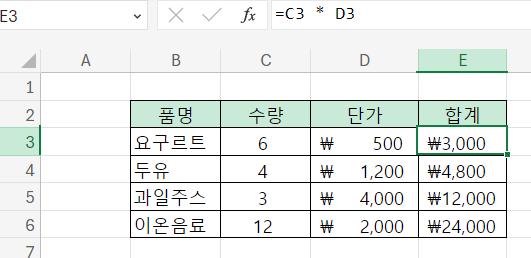 E3 fx =C3 * D3
A B C D E
1
2 품명 수량 단가 합계
3 요구르트 6 ₩ 500 ₩3,000
4 두유 4 ₩ 1,200 ₩4,800
5 과일주스 3 ₩ 4,000 ₩12,000
6 이온음료 12 ₩ 2,000 ₩24,000
7